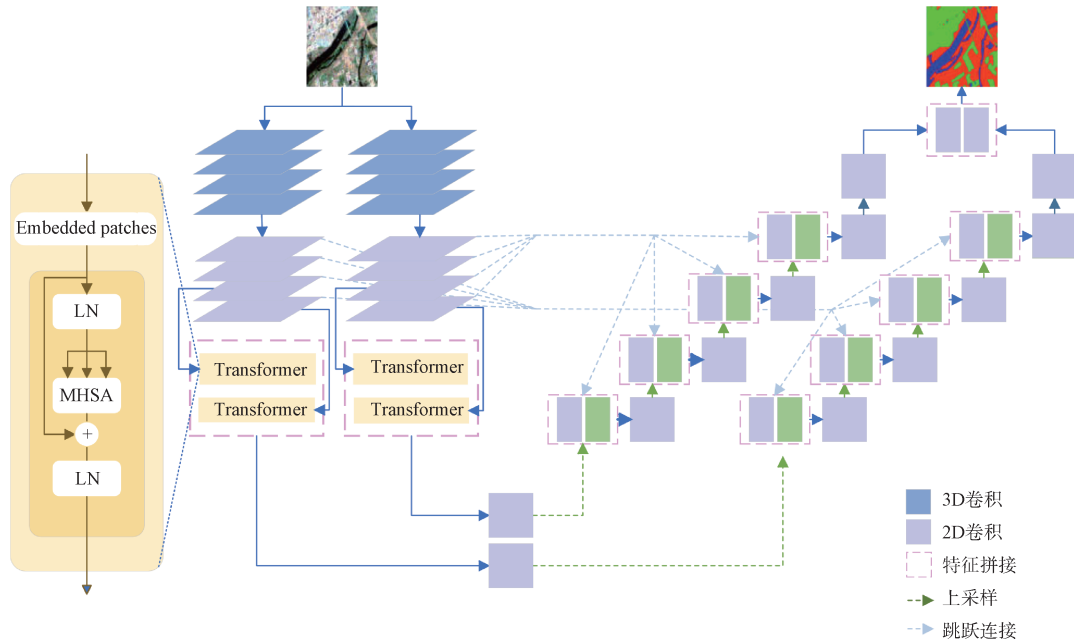 Embedded patches
LN
MHSA
+
LN
Transformer
Transformer
Transformer
Transformer
3D卷积
2D卷积
特征拼接
上采样
跳跃连接